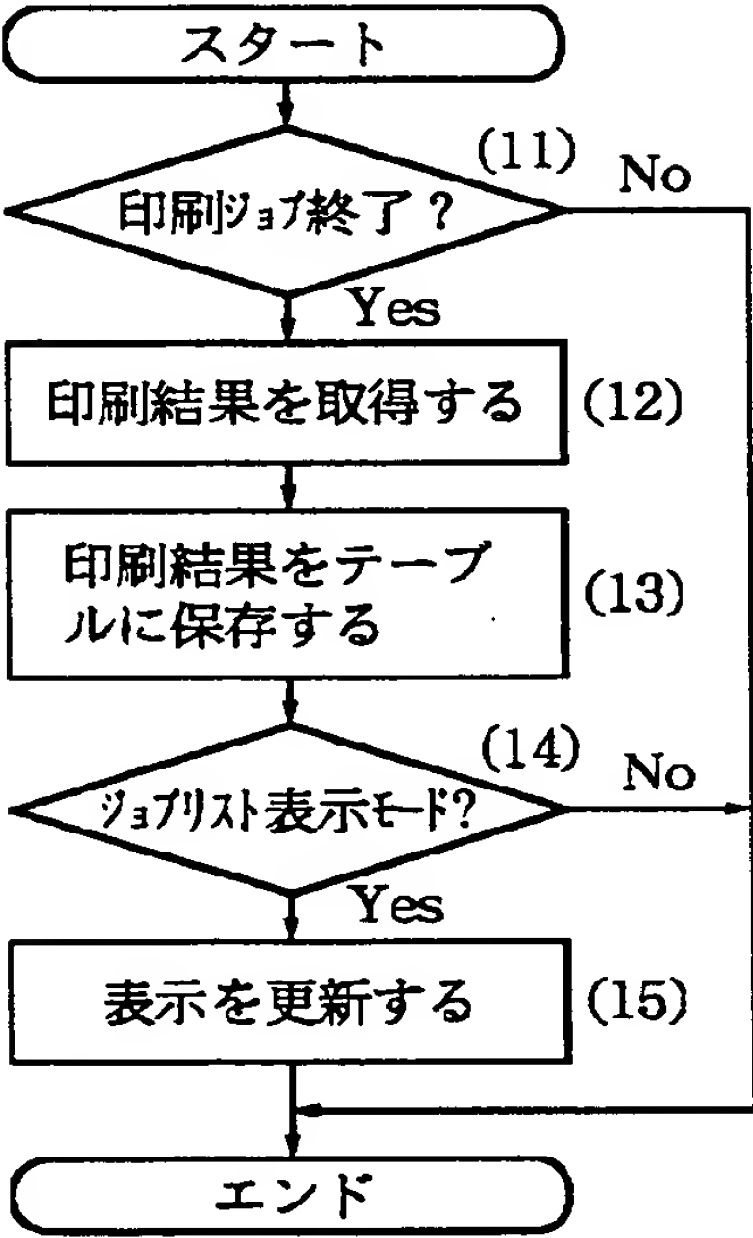 スタート
(11)
No
印刷ジョブ終了?
Yes
印刷結果を取得する
(12)
印刷結果をテーブ
ルに保存する
(13)
(14)
No
ジョブリスト表示モード?
Yes
表示を更新する
(15)
エンド